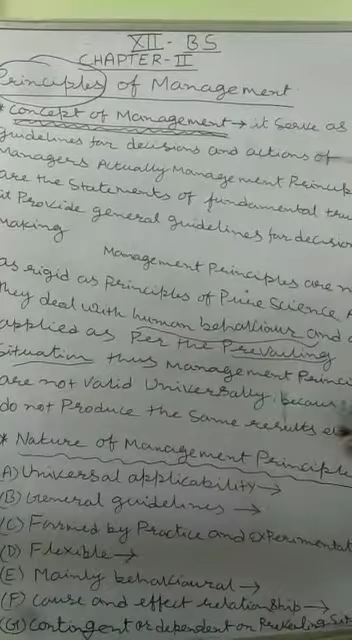 XII - BS
CHAPTER-II
Principles of Management
* Concept of Management → it Serve as
guidelines for decisions and actions of
Managers Actually Management Princip
are the Statements of fundamental tru
it Provide general guidelines for decision
Making
Management Principles are n
as rigid as Principles of Pure Science
they deal with human behaviour and
applied as Per the Prevailing
Situation thus Management Princi
are not valid Universally, becau
do not Produce the Same results
* Nature of Management Principle
(A) Universal applicability →
(B) General guidelines →
(C) Formed by Practice and experimentat
(D) Flexible →
(E) Mainly behavioural →
(F) Cause and effect relationship →
(G) Contingent or dependent on Prevailing Sit